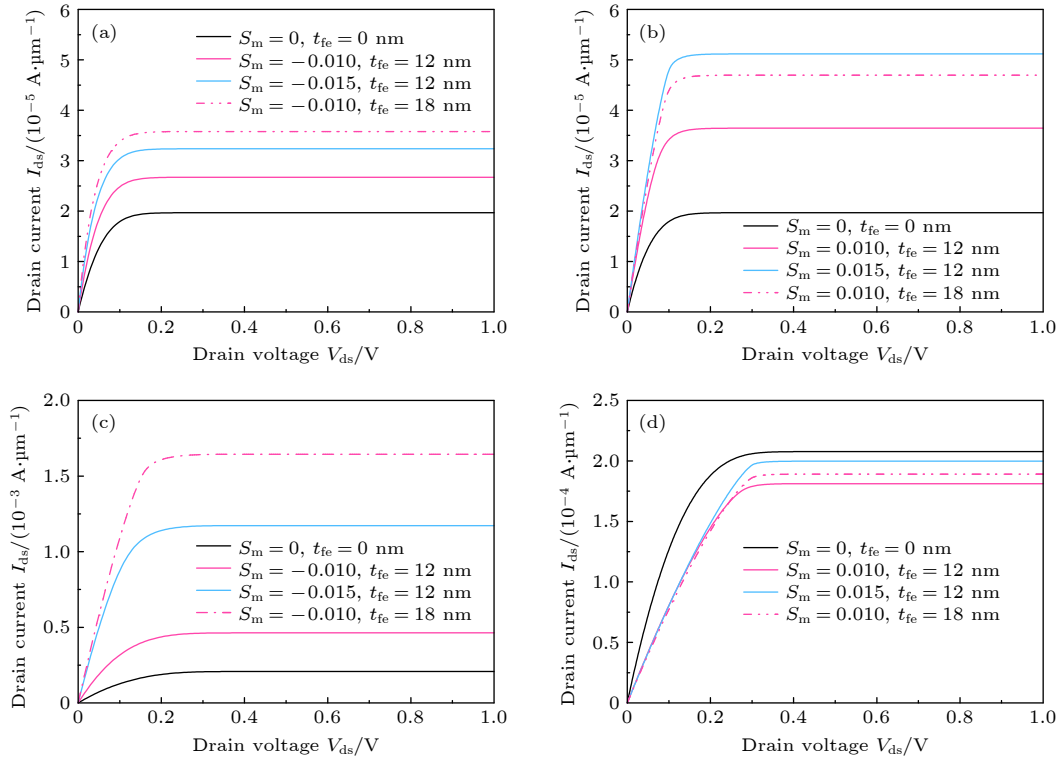 (a)
S_m = 0, t_fe = 0 nm
S_m = −0.010, t_fe = 12 nm
S_m = −0.015, t_fe = 12 nm
S_m = −0.010, t_fe = 18 nm
6
5
4
3
2
1
0
0
0.2
0.4
0.6
0.8
1.0
Drain current I_ds/(10⁻⁵ A·μm⁻¹)
Drain voltage V_ds/V
(b)
S_m = 0, t_fe = 0 nm
S_m = 0.010, t_fe = 12 nm
S_m = 0.015, t_fe = 12 nm
S_m = 0.010, t_fe = 18 nm
6
5
4
3
2
1
0
0
0.2
0.4
0.6
0.8
1.0
Drain current I_ds/(10⁻⁵ A·μm⁻¹)
Drain voltage V_ds/V
(c)
S_m = 0, t_fe = 0 nm
S_m = −0.010, t_fe = 12 nm
S_m = −0.015, t_fe = 12 nm
S_m = −0.010, t_fe = 18 nm
2.0
1.5
1.0
0.5
0
0
0.2
0.4
0.6
0.8
1.0
Drain current I_ds/(10⁻³ A·μm⁻¹)
Drain voltage V_ds/V
(d)
S_m = 0, t_fe = 0 nm
S_m = 0.010, t_fe = 12 nm
S_m = 0.015, t_fe = 12 nm
S_m = 0.010, t_fe = 18 nm
2.5
2.0
1.5
1.0
0.5
0
0
0.2
0.4
0.6
0.8
1.0
Drain current I_ds/(10⁻⁴ A·μm⁻¹)
Drain voltage V_ds/V